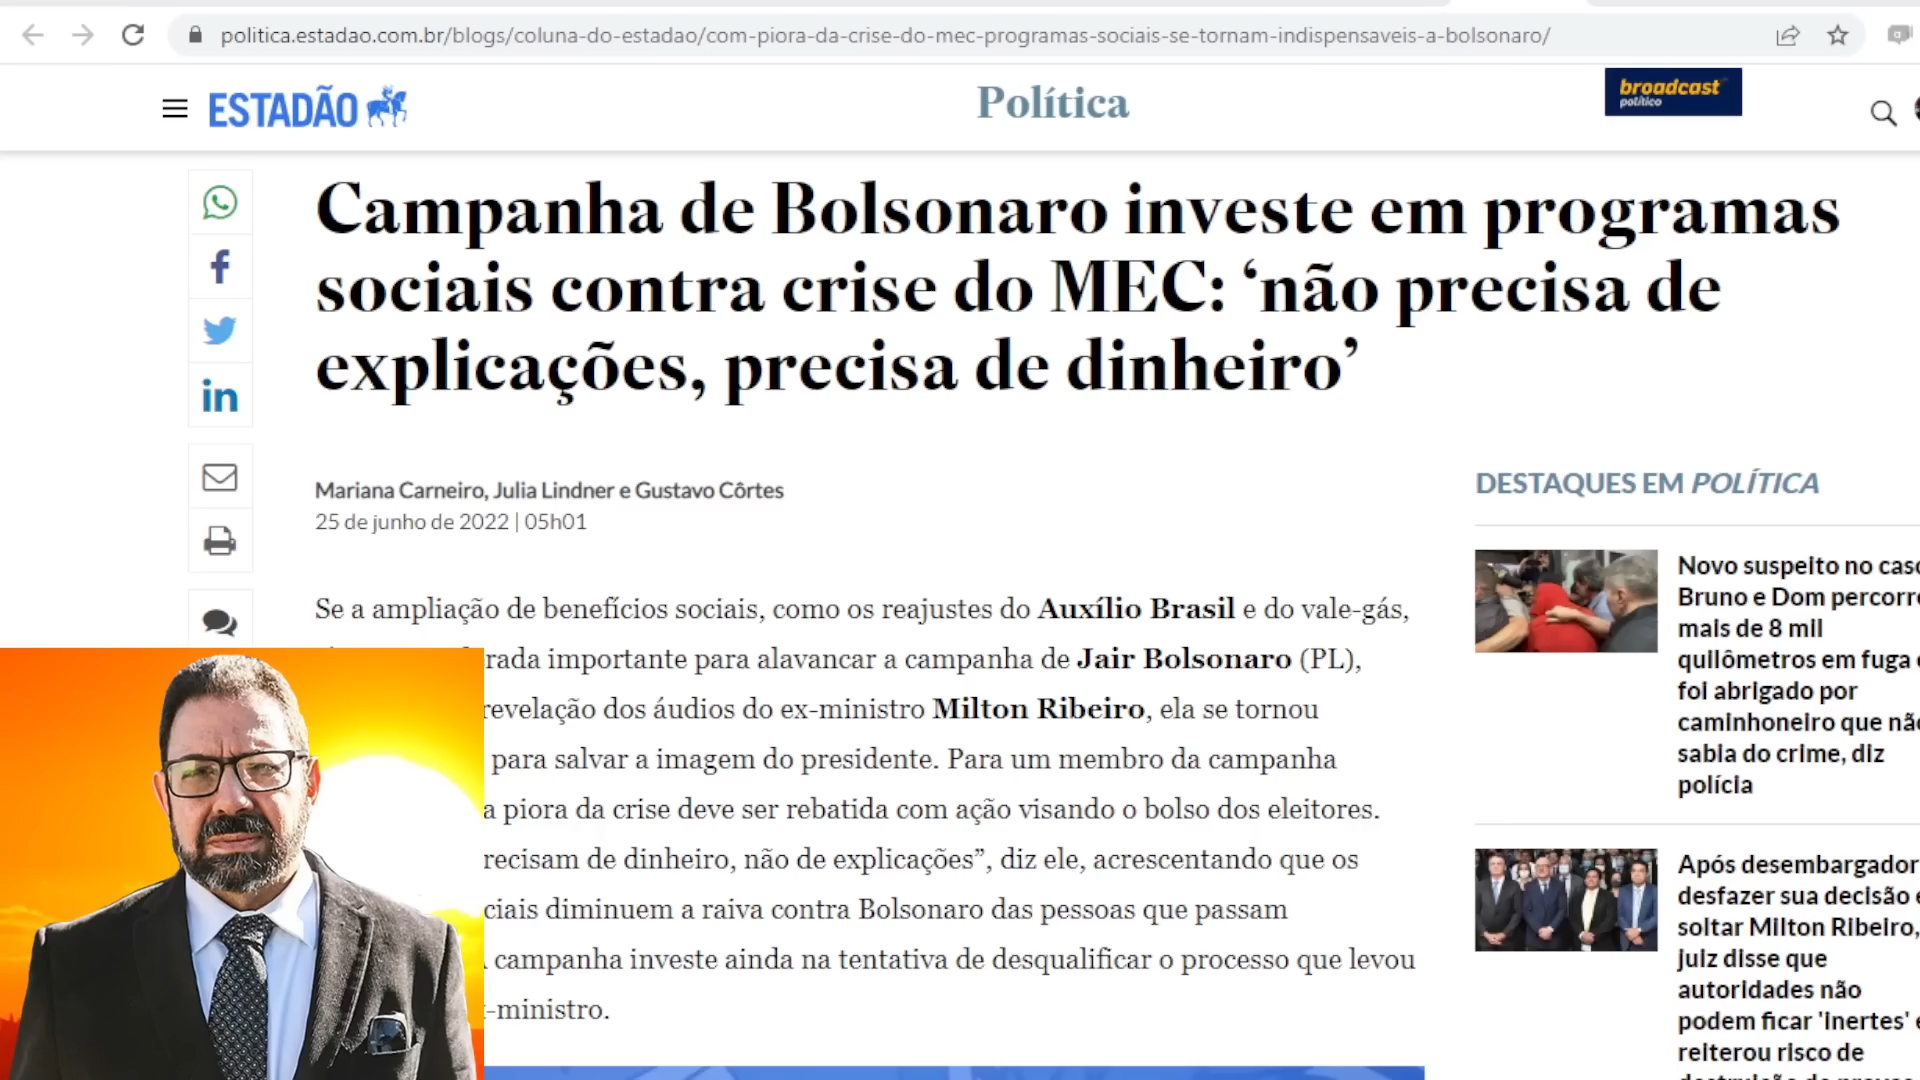 politica.estadao.com.br/blogs/coluna-do-estadao/com-piora-da-crise-do-mec-programas-sociais-se-tornam-indispensaveis-a-bolsonaro/
ESTADÃO
Política
broadcast
político
Campanha de Bolsonaro investe em programas
sociais contra crise do MEC: ‘não precisa de
explicações, precisa de dinheiro’
Mariana Carneiro, Julia Lindner e Gustavo Côrtes
25 de junho de 2022 | 05h01
Se a ampliação de benefícios sociais, como os reajustes do Auxílio Brasil e do vale-gás,
rada importante para alavancar a campanha de Jair Bolsonaro (PL),
revelação dos áudios do ex-ministro Milton Ribeiro, ela se tornou
para salvar a imagem do presidente. Para um membro da campanha
a piora da crise deve ser rebatida com ação visando o bolso dos eleitores.
recisam de dinheiro, não de explicações”, diz ele, acrescentando que os
ciais diminuem a raiva contra Bolsonaro das pessoas que passam
campanha investe ainda na tentativa de desqualificar o processo que levou
-ministro.
DESTAQUES EM POLÍTICA
Novo suspeito no caso
Bruno e Dom percorre
mais de 8 mil
quilômetros em fuga
foi abrigado por
caminhoneiro que não
sabia do crime, diz
polícia
Após desembargador
desfazer sua decisão e
soltar Milton Ribeiro,
juiz disse que
autoridades não
podem ficar 'inertes' e
reiterou risco de